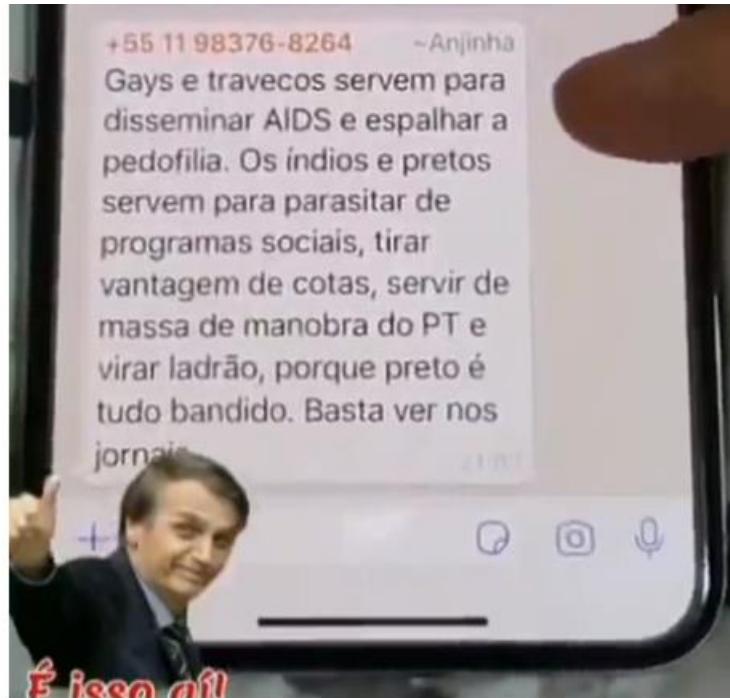 +55 11 98376-8264 ~Anjinha
Gays e travecos servem para
disseminar AIDS e espalhar a
pedofilia. Os índios e pretos
servem para parasitar de
programas sociais, tirar
vantagem de cotas, servir de
massa de manobra do PT e
virar ladrão, porque preto é
tudo bandido. Basta ver nos
É isso aí!